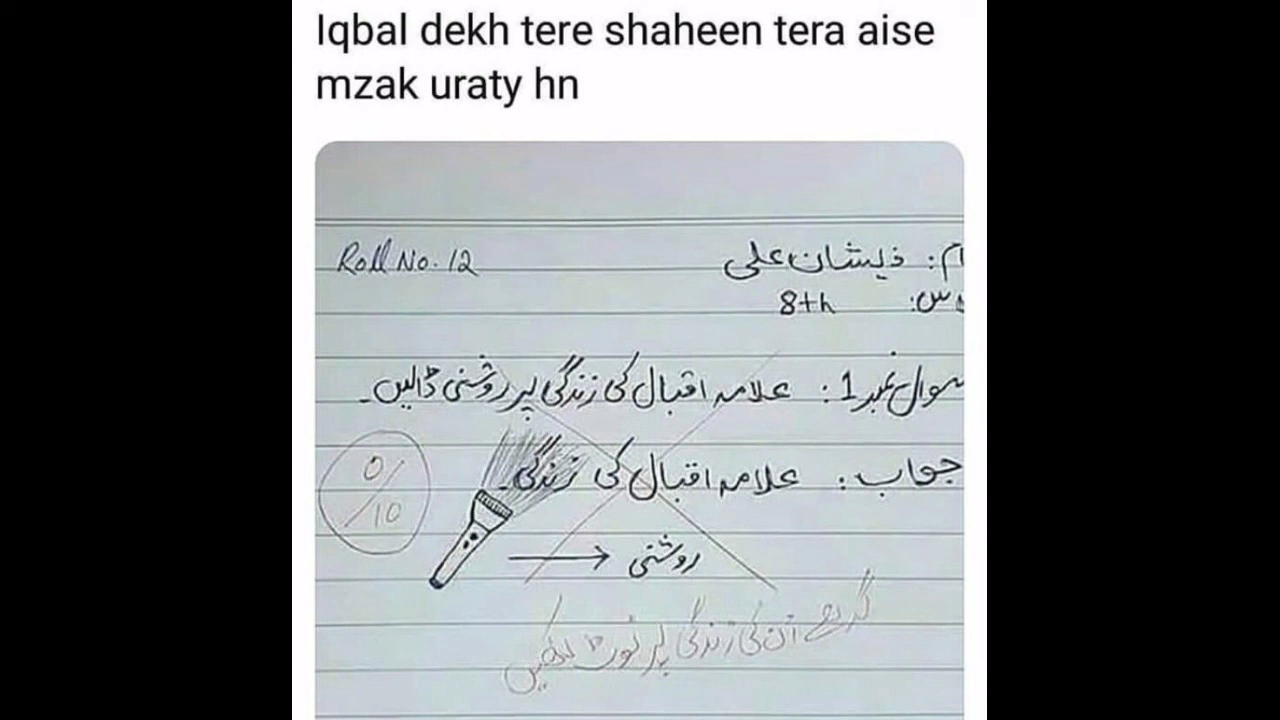 Iqbal dekh tere shaheen tera aise
mzak uraty hn
Roll No. 12 ام: ذیشان علی
8th
سوال نمبر 1: علامہ اقبال کی زندگی پر روشنی ڈالیں۔
جواب: علامہ اقبال کی زندگی۔
0/10
روشنی
گدھے ان کی زندگی پر نوٹ لکھیں